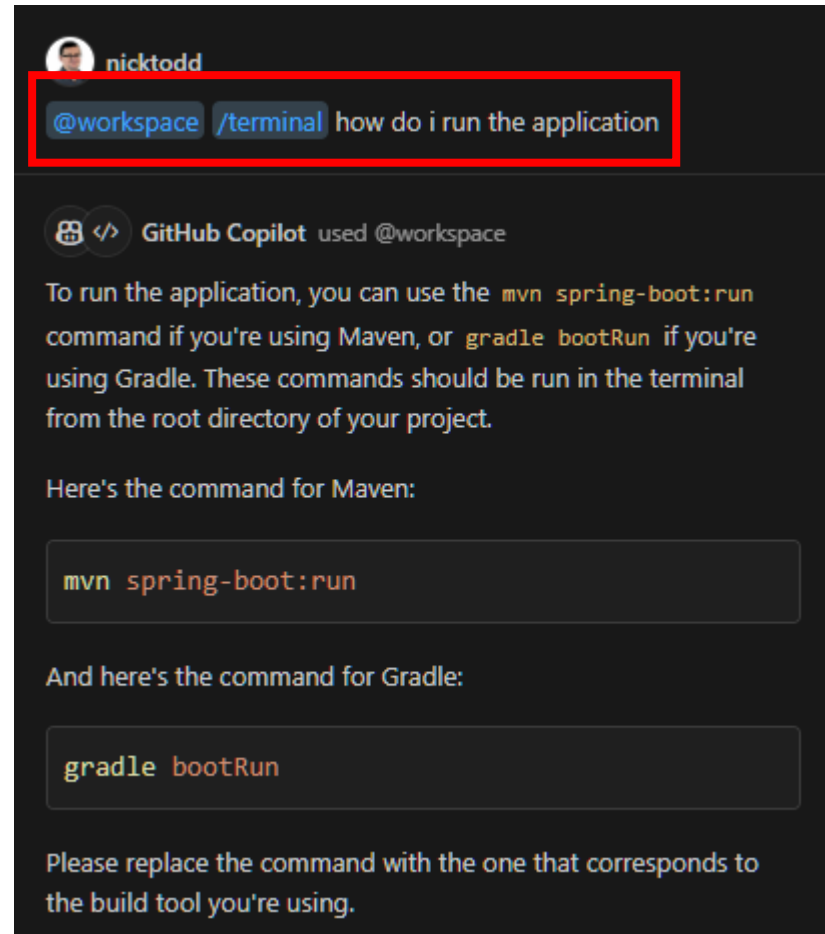 nicktodd
@workspace /terminal how do i run the application
GitHub Copilot used @workspace
To run the application, you can use the mvn spring-boot:run
command if you're using Maven, or gradle bootRun if you're
using Gradle. These commands should be run in the terminal
from the root directory of your project.
Here's the command for Maven:
mvn spring-boot:run
And here's the command for Gradle:
gradle bootRun
Please replace the command with the one that corresponds to
the build tool you're using.